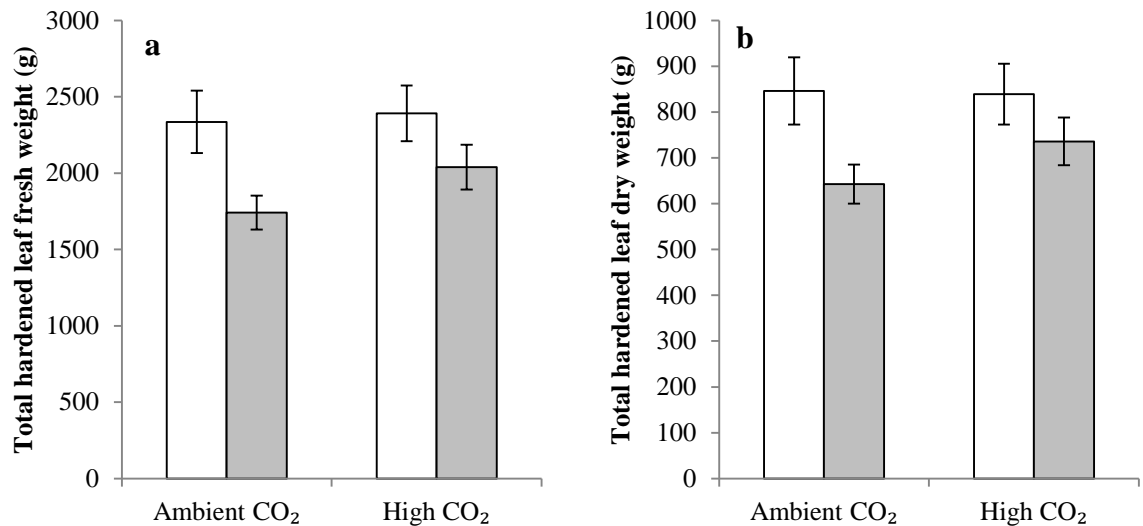 a
Total hardened leaf fresh weight (g)
3000
2500
2000
1500
1000
500
0
Ambient CO₂
High CO₂
b
Total hardened leaf dry weight (g)
1000
900
800
700
600
500
400
300
200
100
0
Ambient CO₂
High CO₂